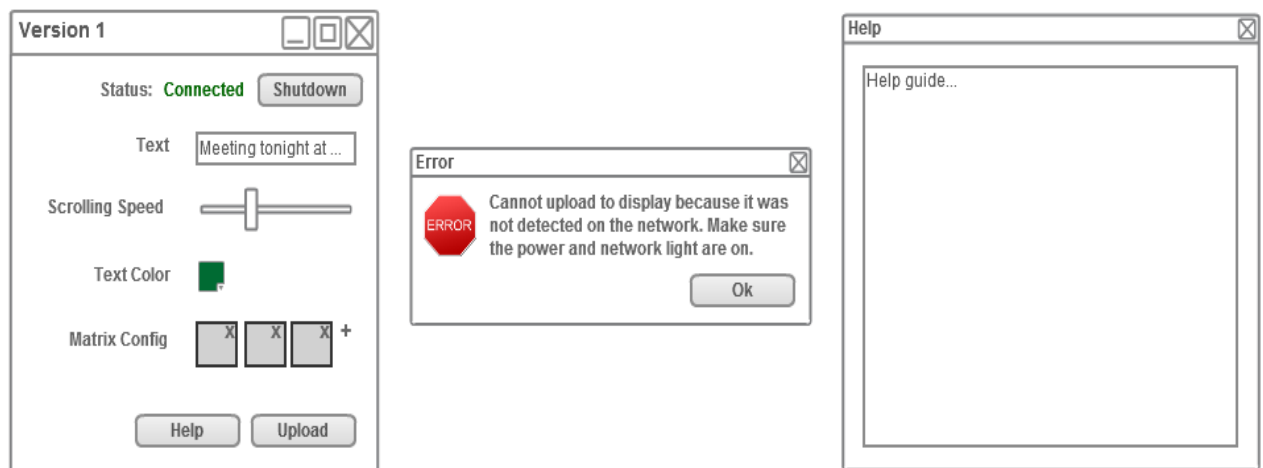 Version 1
Status: Connected Shutdown
Text Meeting tonight at ...
Scrolling Speed
Text Color
Matrix Config X X X +
Help Upload
Error
ERROR
Cannot upload to display because it was
not detected on the network. Make sure
the power and network light are on.
Ok
Help
Help guide...